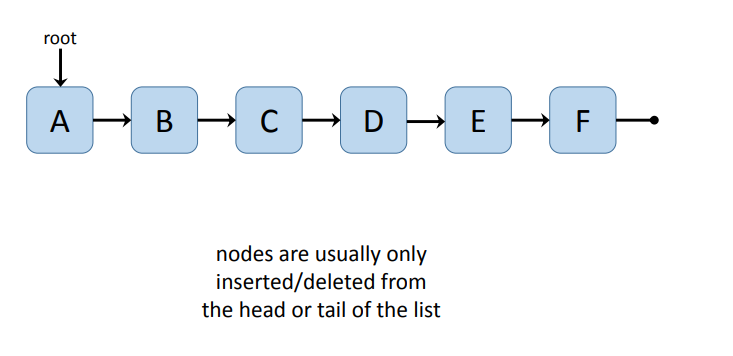 root
A B C D E F
nodes are usually only
inserted/deleted from
the head or tail of the list